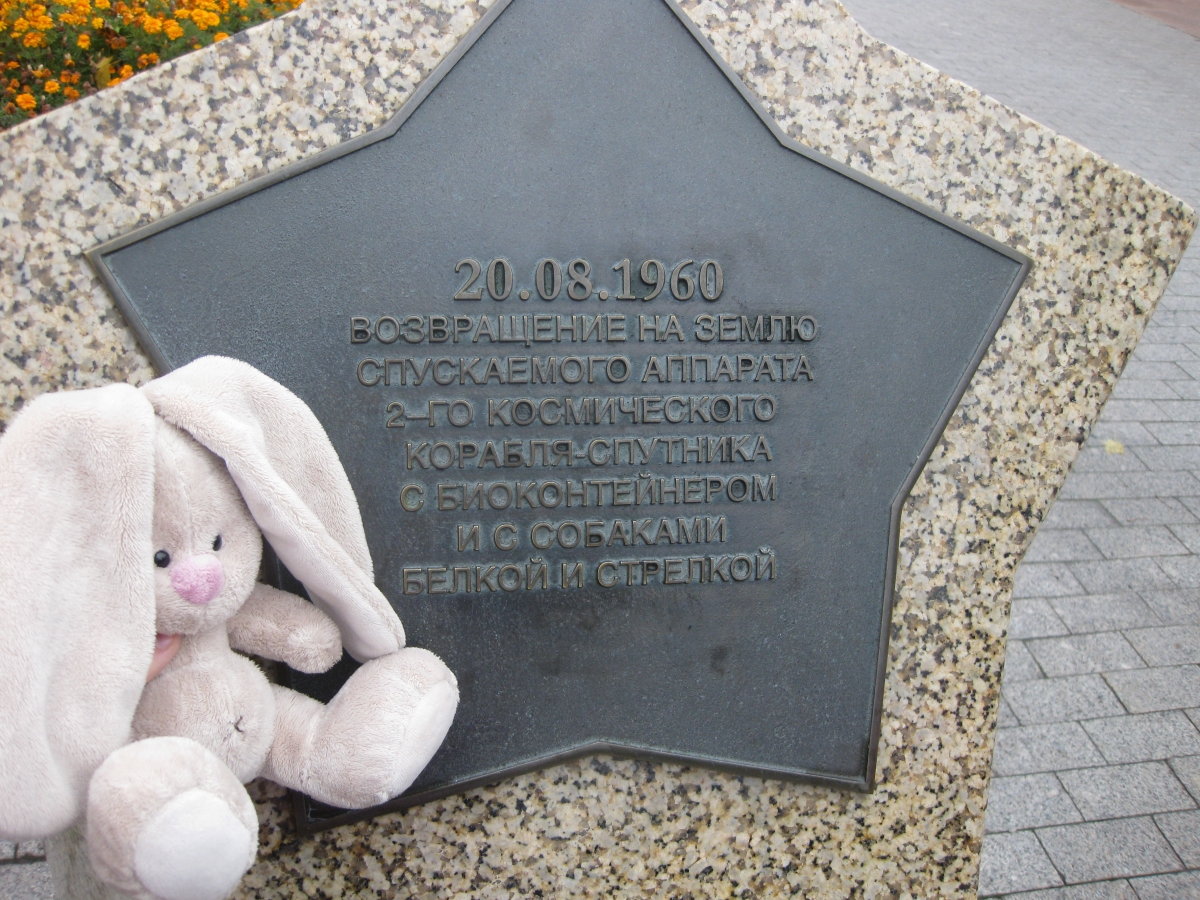 20.08.1960
ВОЗВРАЩЕНИЕ НА ЗЕМЛЮ
СПУСКАЕМОГО АППАРАТА
2–ГО КОСМИЧЕСКОГО
КОРАБЛЯ-СПУТНИКА
С БИОКОНТЕЙНЕРОМ
И С СОБАКАМИ
БЕЛКОЙ И СТРЕЛКОЙ